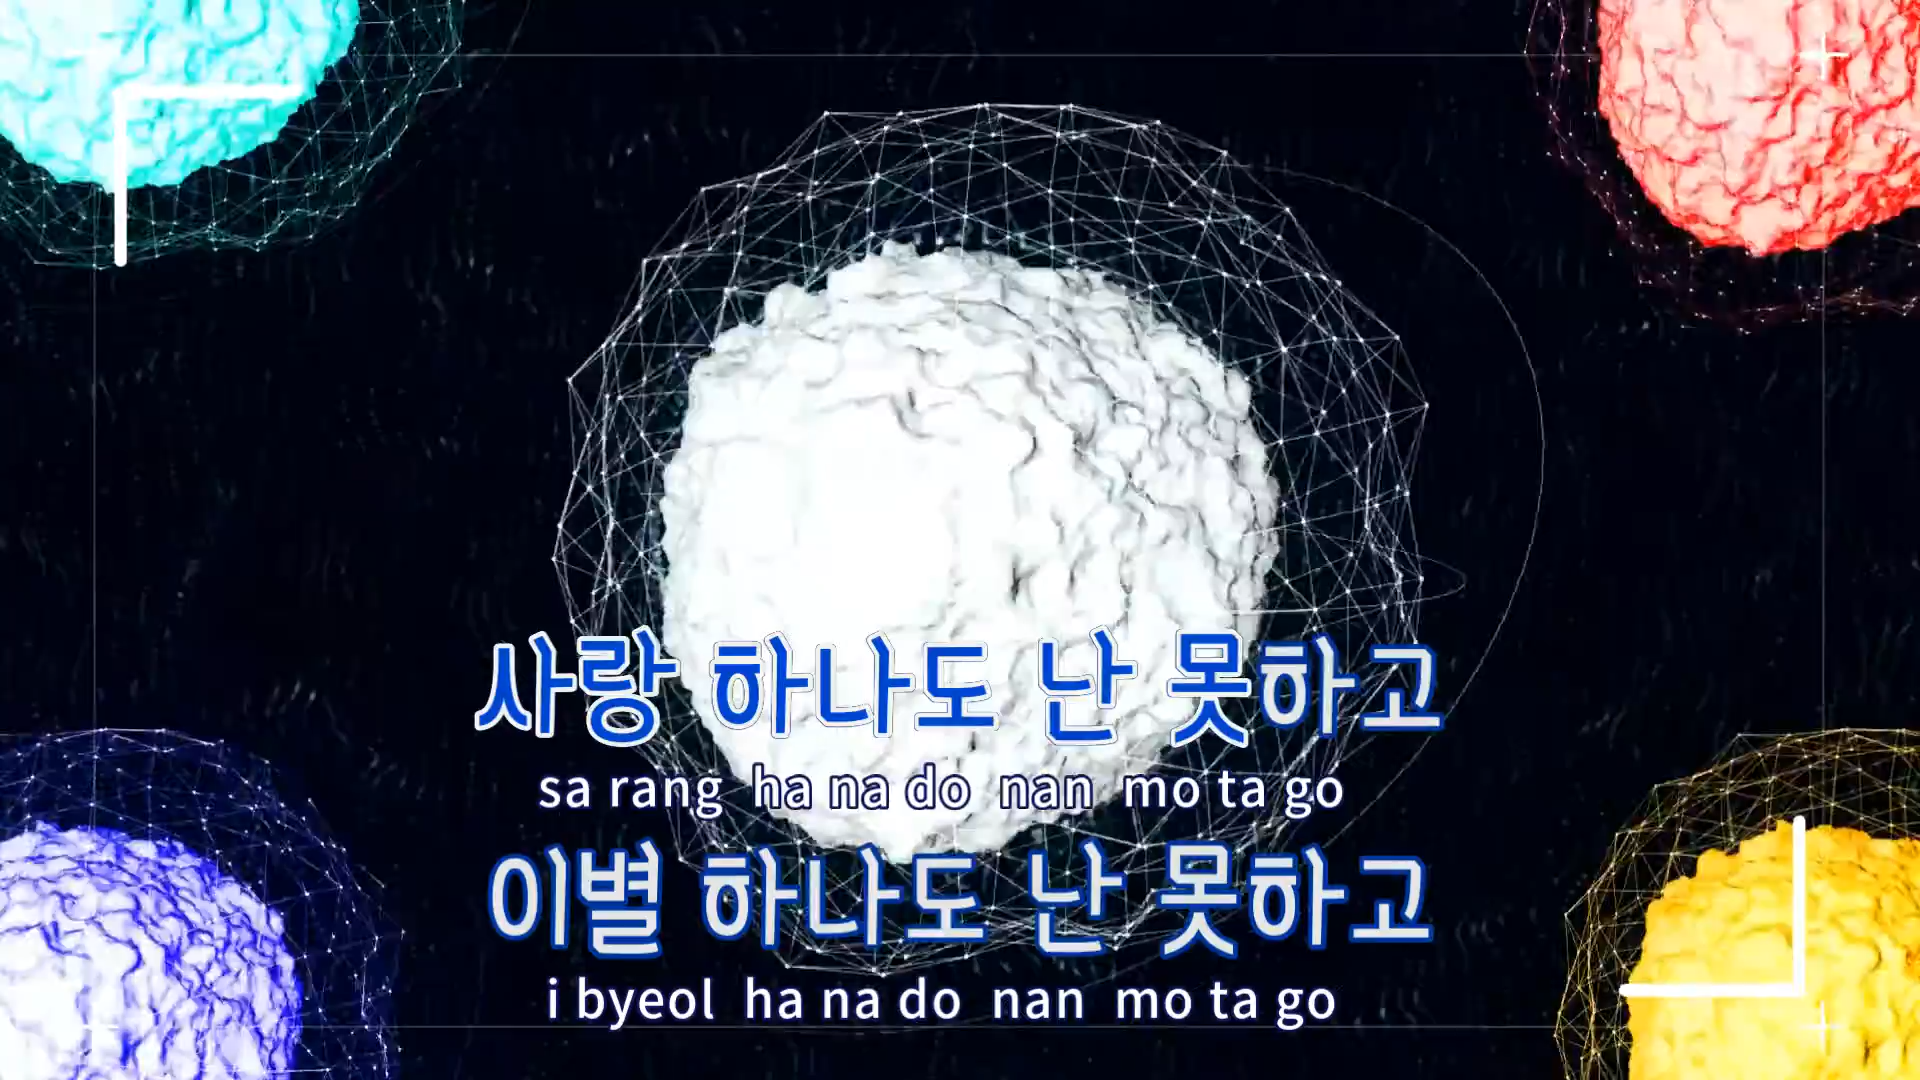 사랑 하나도 난 못하고
sa rang ha na do nan mo ta go
이별 하나도 난 못하고
i byeol ha na do nan mo ta go